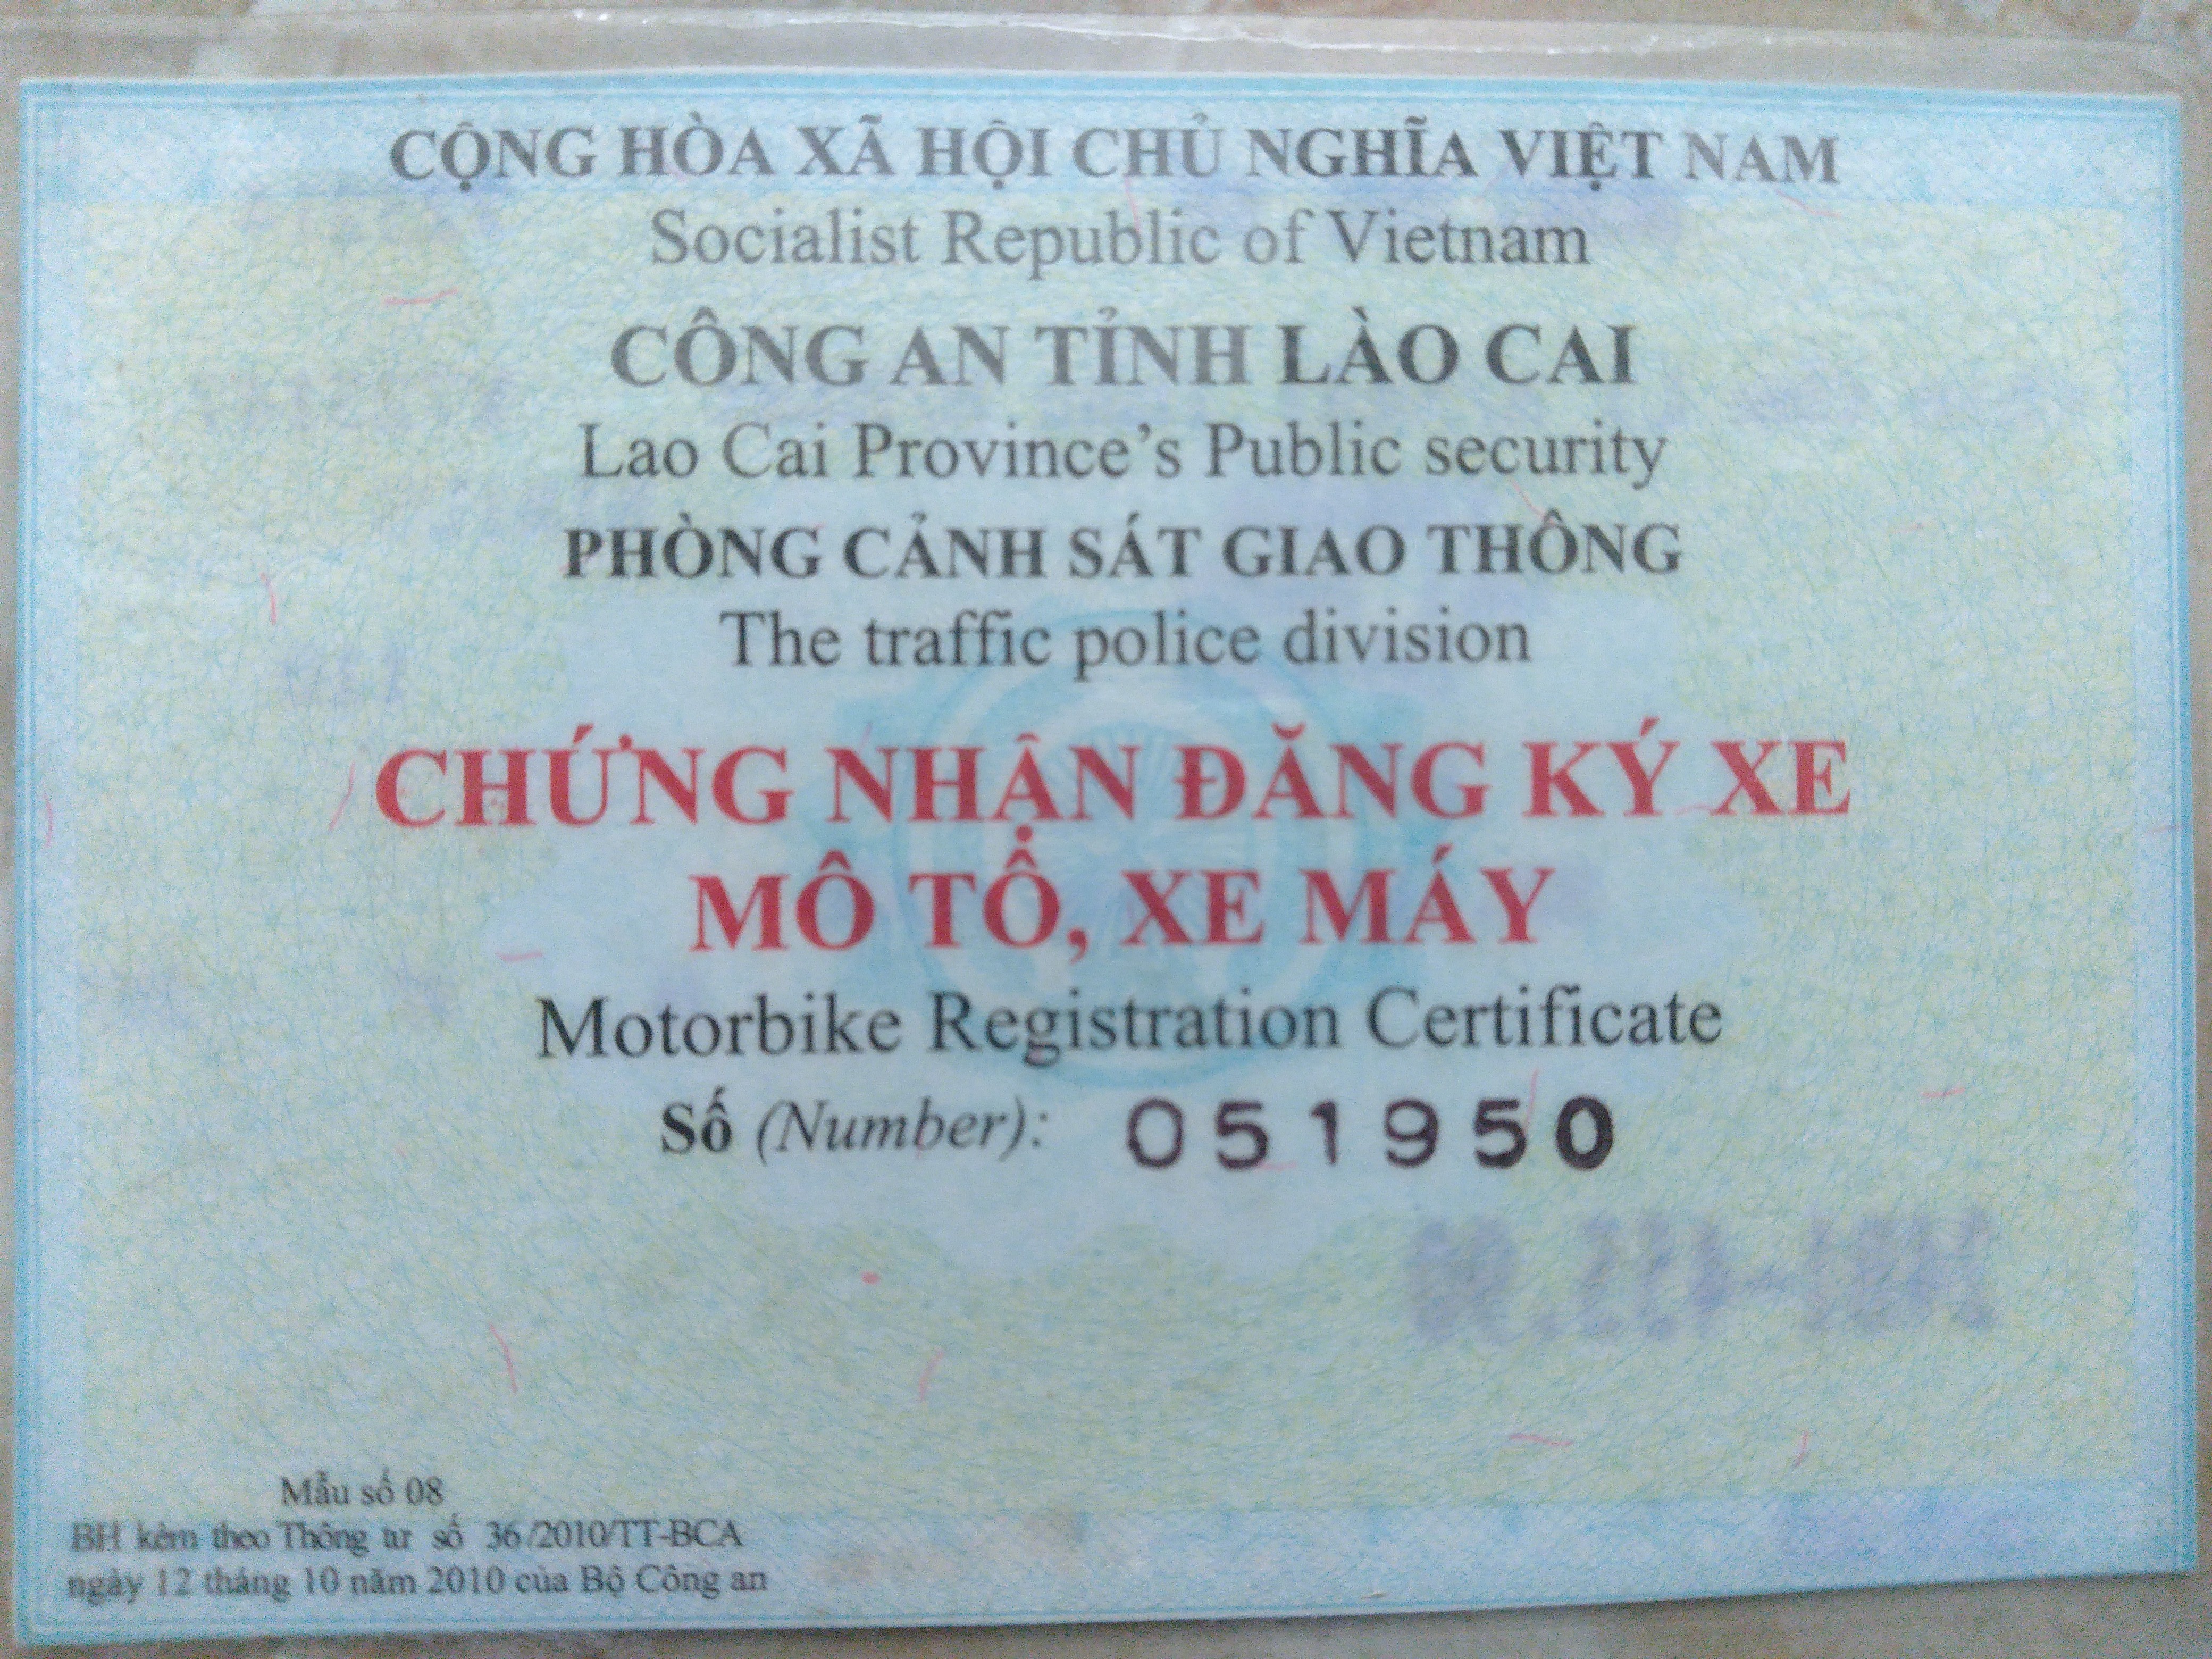 CỘNG HÒA XÃ HỘI CHỦ NGHĨA VIỆT NAM
Socialist Republic of Vietnam
CÔNG AN TỈNH LÀO CAI
Lao Cai Province’s Public security
PHÒNG CẢNH SÁT GIAO THÔNG
The traffic police division
CHỨNG NHẬN ĐĂNG KÝ XE
MÔ TÔ, XE MÁY
Motorbike Registration Certificate
Số (Number): 051950
Mẫu số 08
BH kèm theo Thông tư số 36/2010/TT-BCA
ngày 12 tháng 10 năm 2010 của Bộ Công an